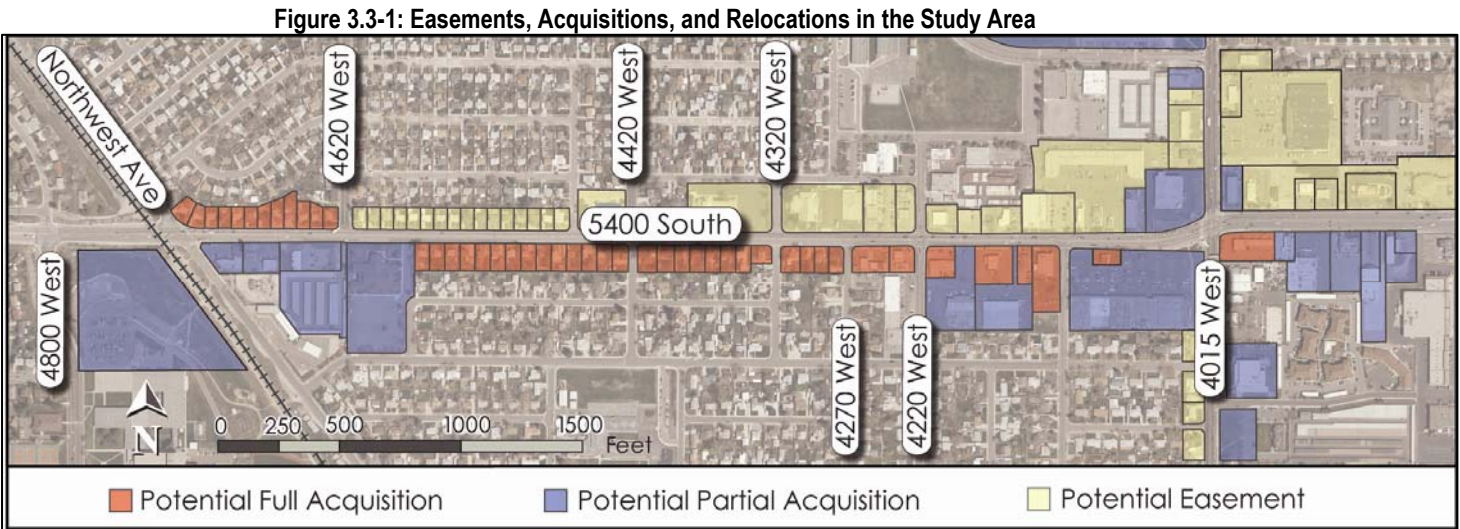 Figure 3.3-1: Easements, Acquisitions, and Relocations in the Study Area
Northwest Ave
4620 West
4420 West
4320 West
5400 South
4800 West
4270 West
4220 West
4015 West
N
0 250 500 1000 1500
Feet
Potential Full Acquisition Potential Partial Acquisition Potential Easement